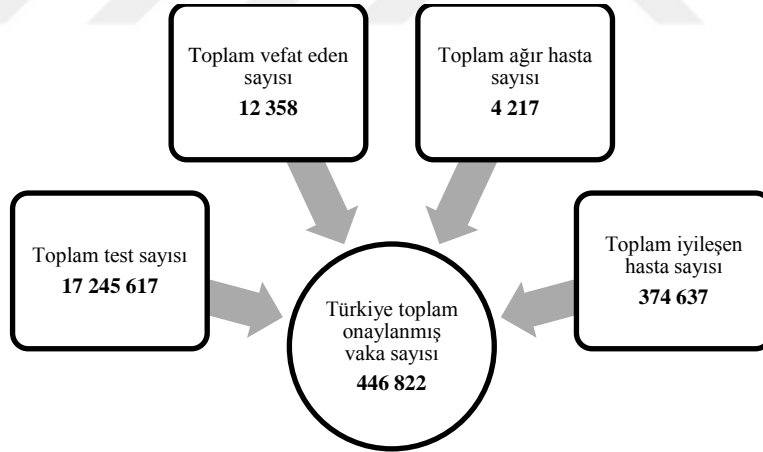 Toplam vefat eden
sayısı
12 358
Toplam ağır hasta
sayısı
4 217
Toplam test sayısı
17 245 617
Toplam iyileşen
hasta sayısı
374 637
Türkiye toplam
onaylanmış
vaka sayısı
446 822